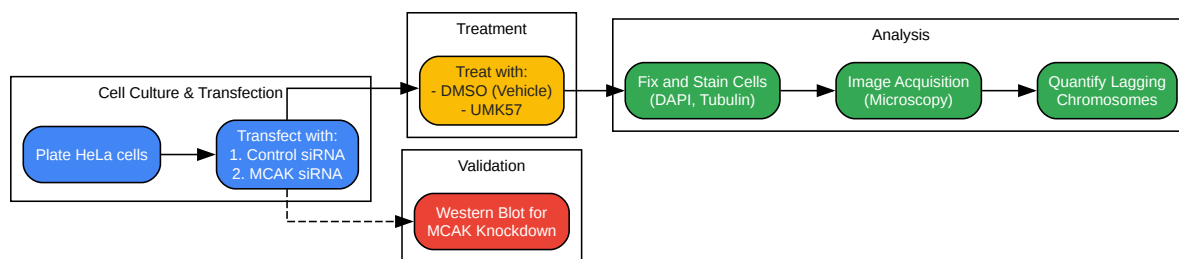 Cell Culture & Transfection
Plate HeLa cells
Transfect with:
1. Control siRNA
2. MCAK siRNA
Treatment
Treat with:
- DMSO (Vehicle)
- UMK57
Validation
Western Blot for
MCAK Knockdown
Analysis
Fix and Stain Cells
(DAPI, Tubulin)
Image Acquisition
(Microscopy)
Quantify Lagging
Chromosomes